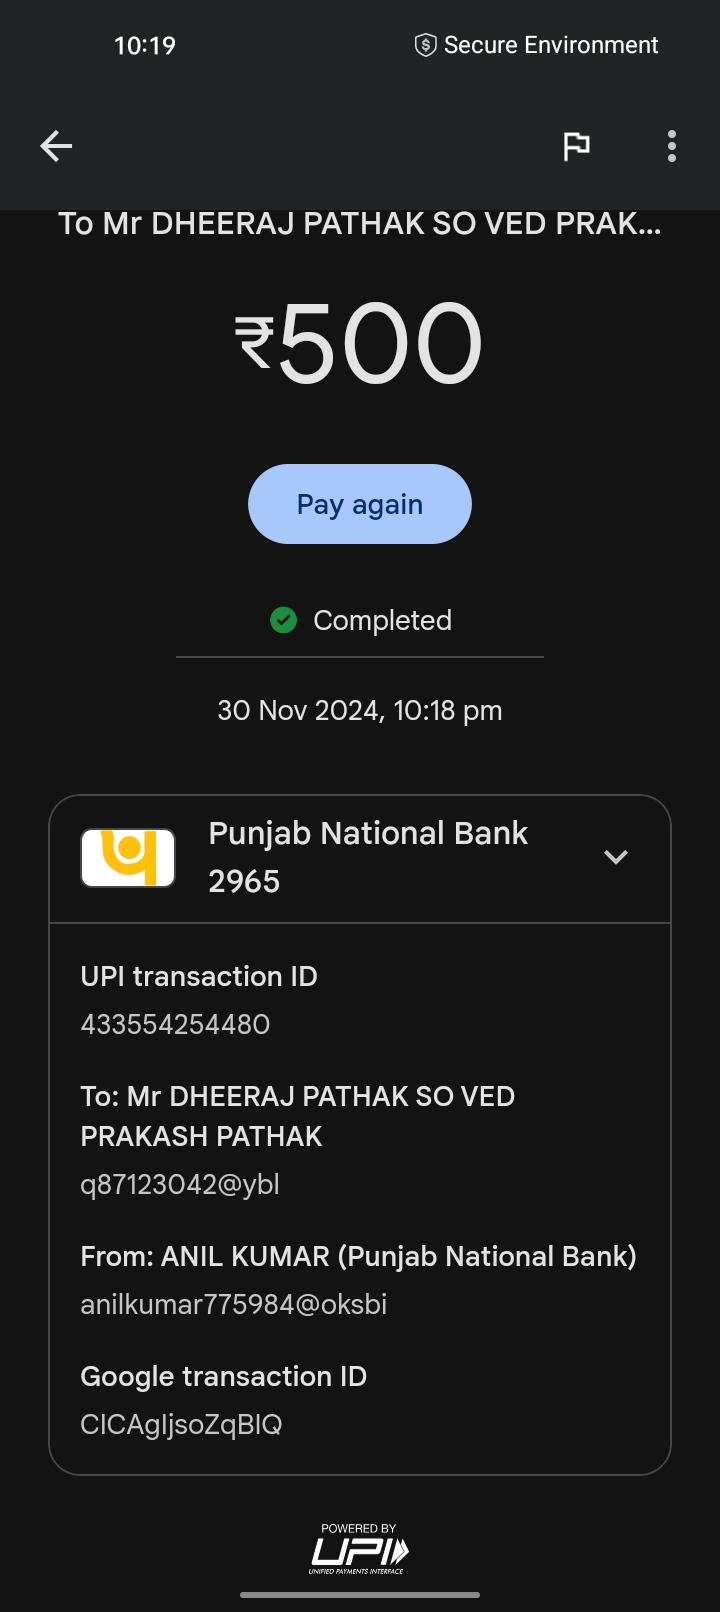 10:19
Secure Environment
To Mr DHEERAJ PATHAK SO VED PRAK...
₹500
Pay again
Completed
30 Nov 2024, 10:18 pm
Punjab National Bank
2965
UPI transaction ID
433554254480
To: Mr DHEERAJ PATHAK SO VED
PRAKASH PATHAK
q87123042@ybl
From: ANIL KUMAR (Punjab National Bank)
anilkumar775984@oksbi
Google transaction ID
CICAgIjsoZqBIQ
POWERED BY
UPI
UNIFIED PAYMENTS INTERFACE